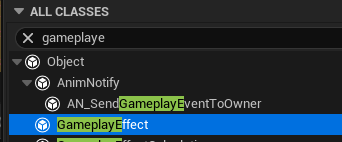 ALL CLASSES
gameplaye
Object
AnimNotify
AN_SendGameplayEventToOwner
GameplayEffect